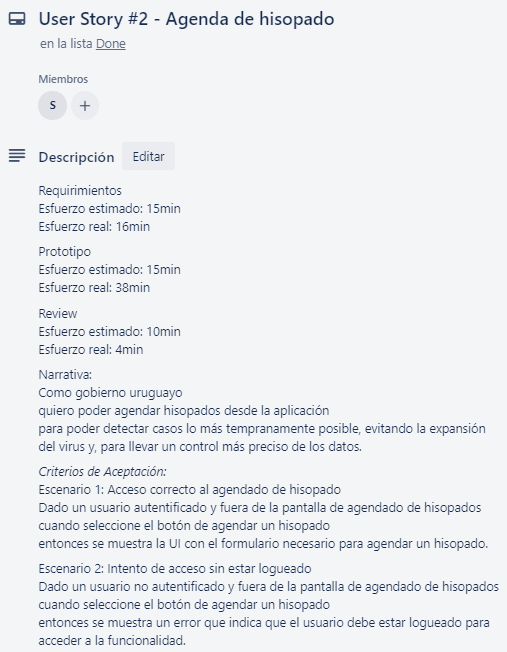 User Story #2 - Agenda de hisopado
en la lista Done
Miembros
S +
Descripción Editar
Requirimientos
Esfuerzo estimado: 15min
Esfuerzo real: 16min
Prototipo
Esfuerzo estimado: 15min
Esfuerzo real: 38min
Review
Esfuerzo estimado: 10min
Esfuerzo real: 4min
Narrativa:
Como gobierno uruguayo
quiero poder agendar hisopados desde la aplicación
para poder detectar casos lo más tempranamente posible, evitando la expansión
del virus y, para llevar un control más preciso de los datos.
Criterios de Aceptación:
Escenario 1: Acceso correcto al agendado de hisopado
Dado un usuario autentificado y fuera de la pantalla de agendado de hisopados
cuando seleccione el botón de agendar un hisopado
entonces se muestra la UI con el formulario necesario para agendar un hisopado.
Escenario 2: Intento de acceso sin estar logueado
Dado un usuario no autentificado y fuera de la pantalla de agendado de hisopados
cuando seleccione el botón de agendar un hisopado
entonces se muestra un error que indica que el usuario debe estar logueado para
acceder a la funcionalidad.